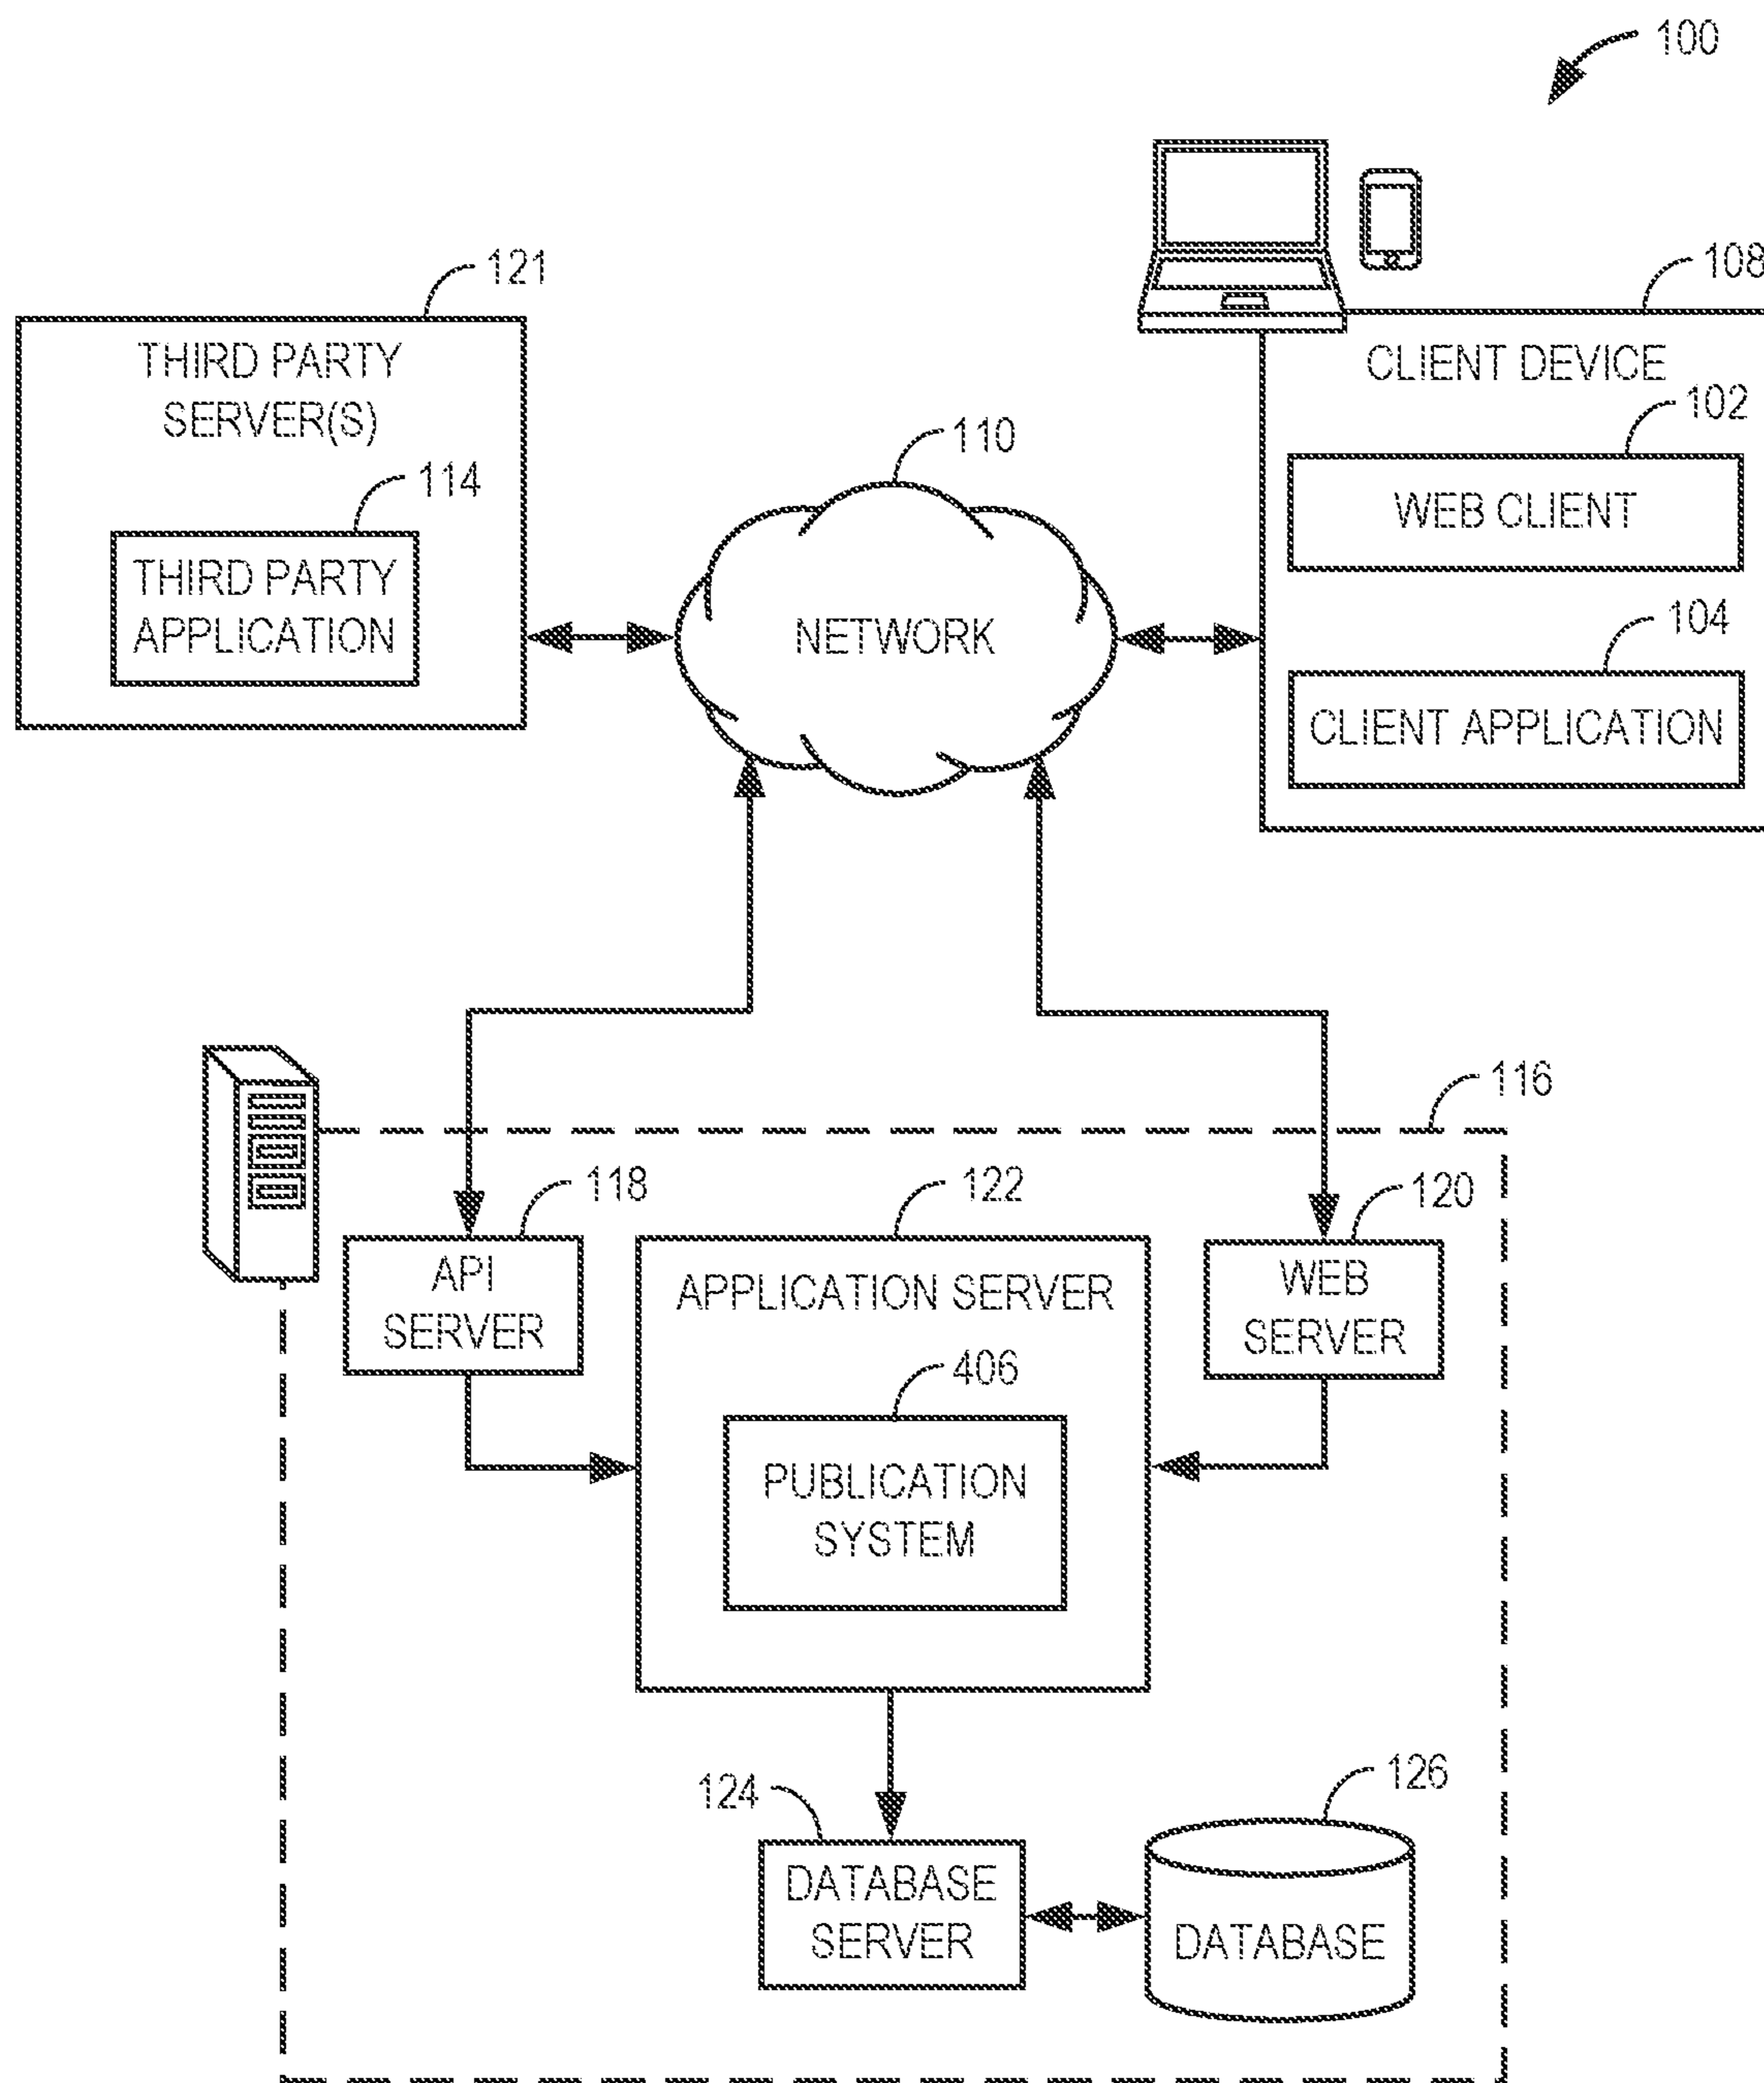 100
121
THIRD PARTY
SERVER(S)
114
THIRD PARTY
APPLICATION
110
NETWORK
108
CLIENT DEVICE
102
WEB CLIENT
104
CLIENT APPLICATION
116
118
API
SERVER
122
APPLICATION SERVER
406
PUBLICATION
SYSTEM
120
WEB
SERVER
124
DATABASE
SERVER
126
DATABASE